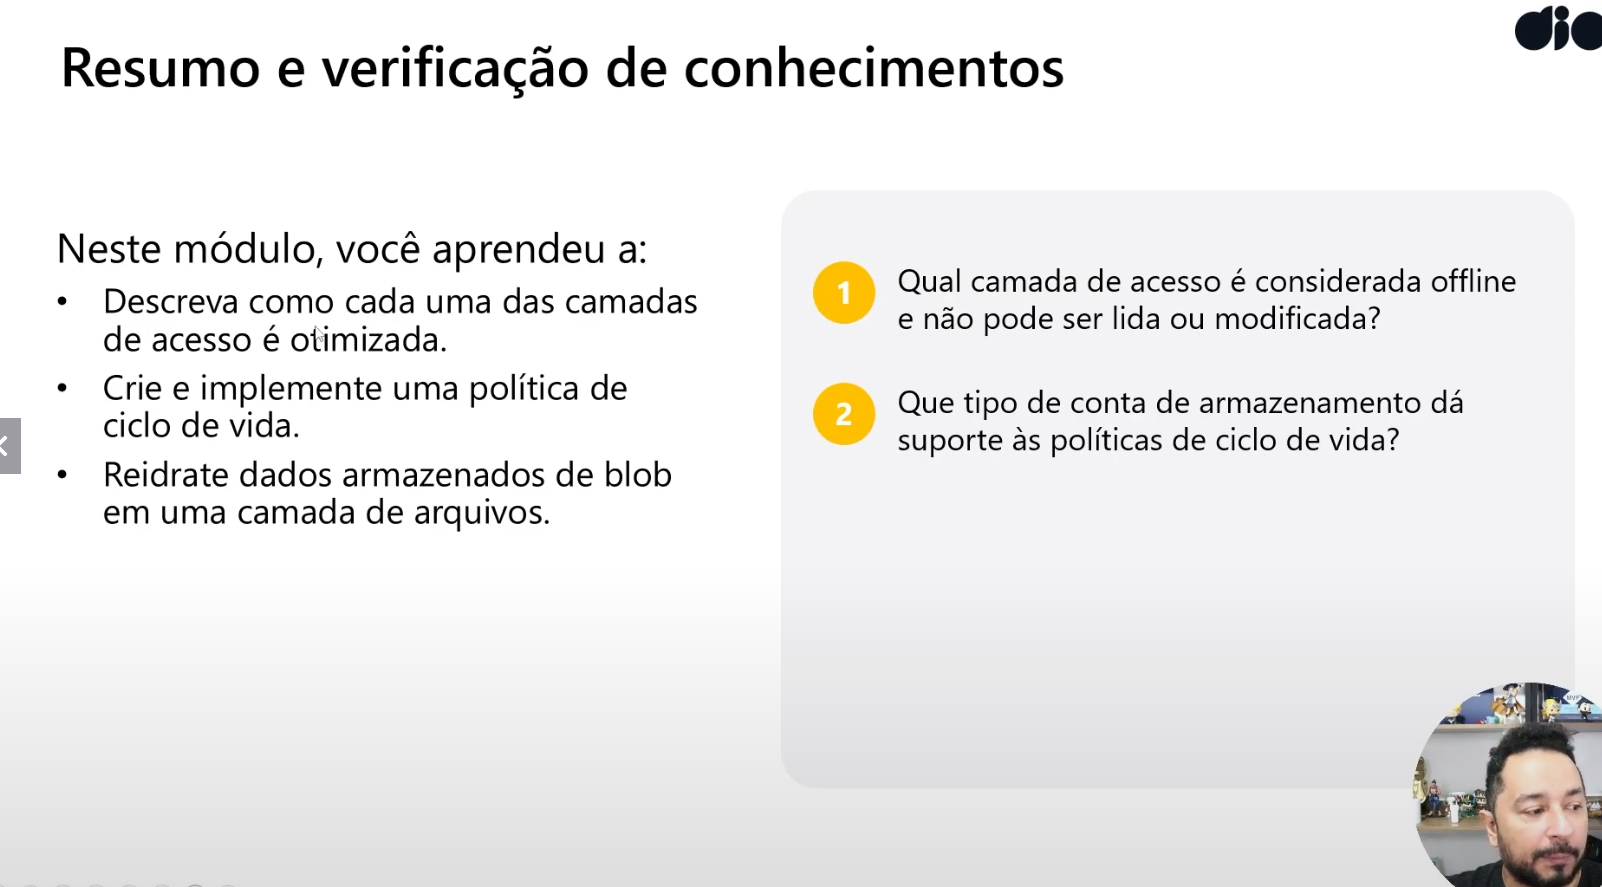 dio
Resumo e verificação de conhecimentos
Neste módulo, você aprendeu a:
• Descreva como cada uma das camadas
de acesso é otimizada.
• Crie e implemente uma política de
ciclo de vida.
• Reidrate dados armazenados de blob
em uma camada de arquivos.
1 Qual camada de acesso é considerada offline
e não pode ser lida ou modificada?
2 Que tipo de conta de armazenamento dá
suporte às políticas de ciclo de vida?